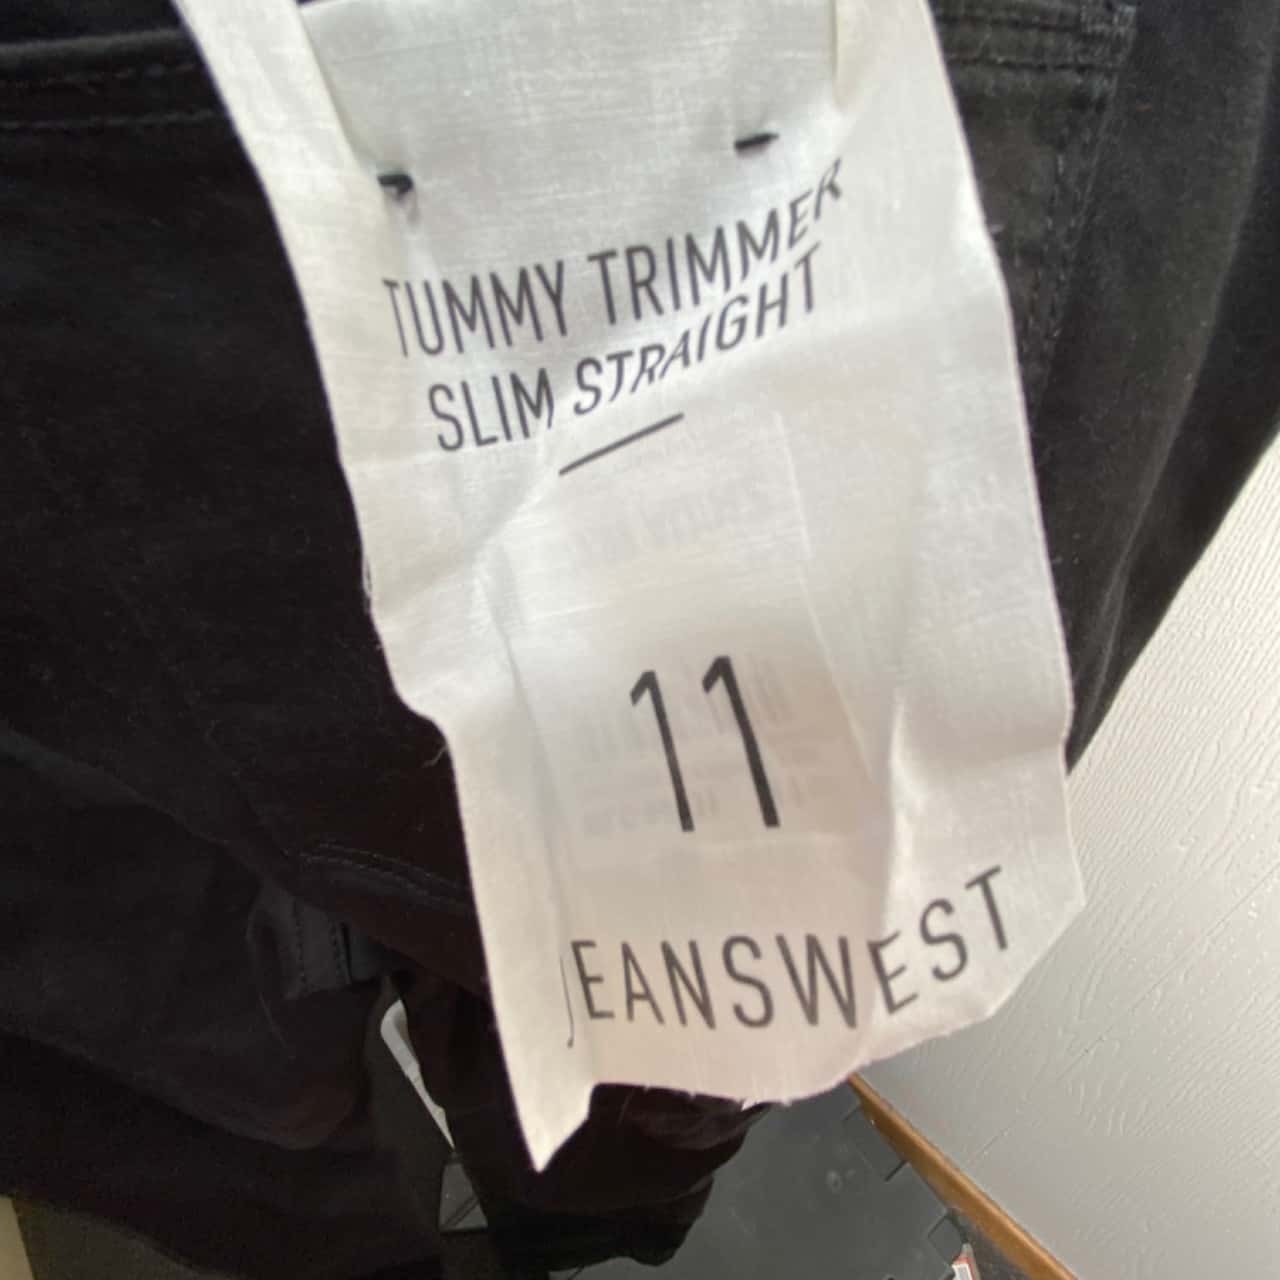 TUMMY TRIMMER
SLIM STRAIGHT
11
JEANSWEST